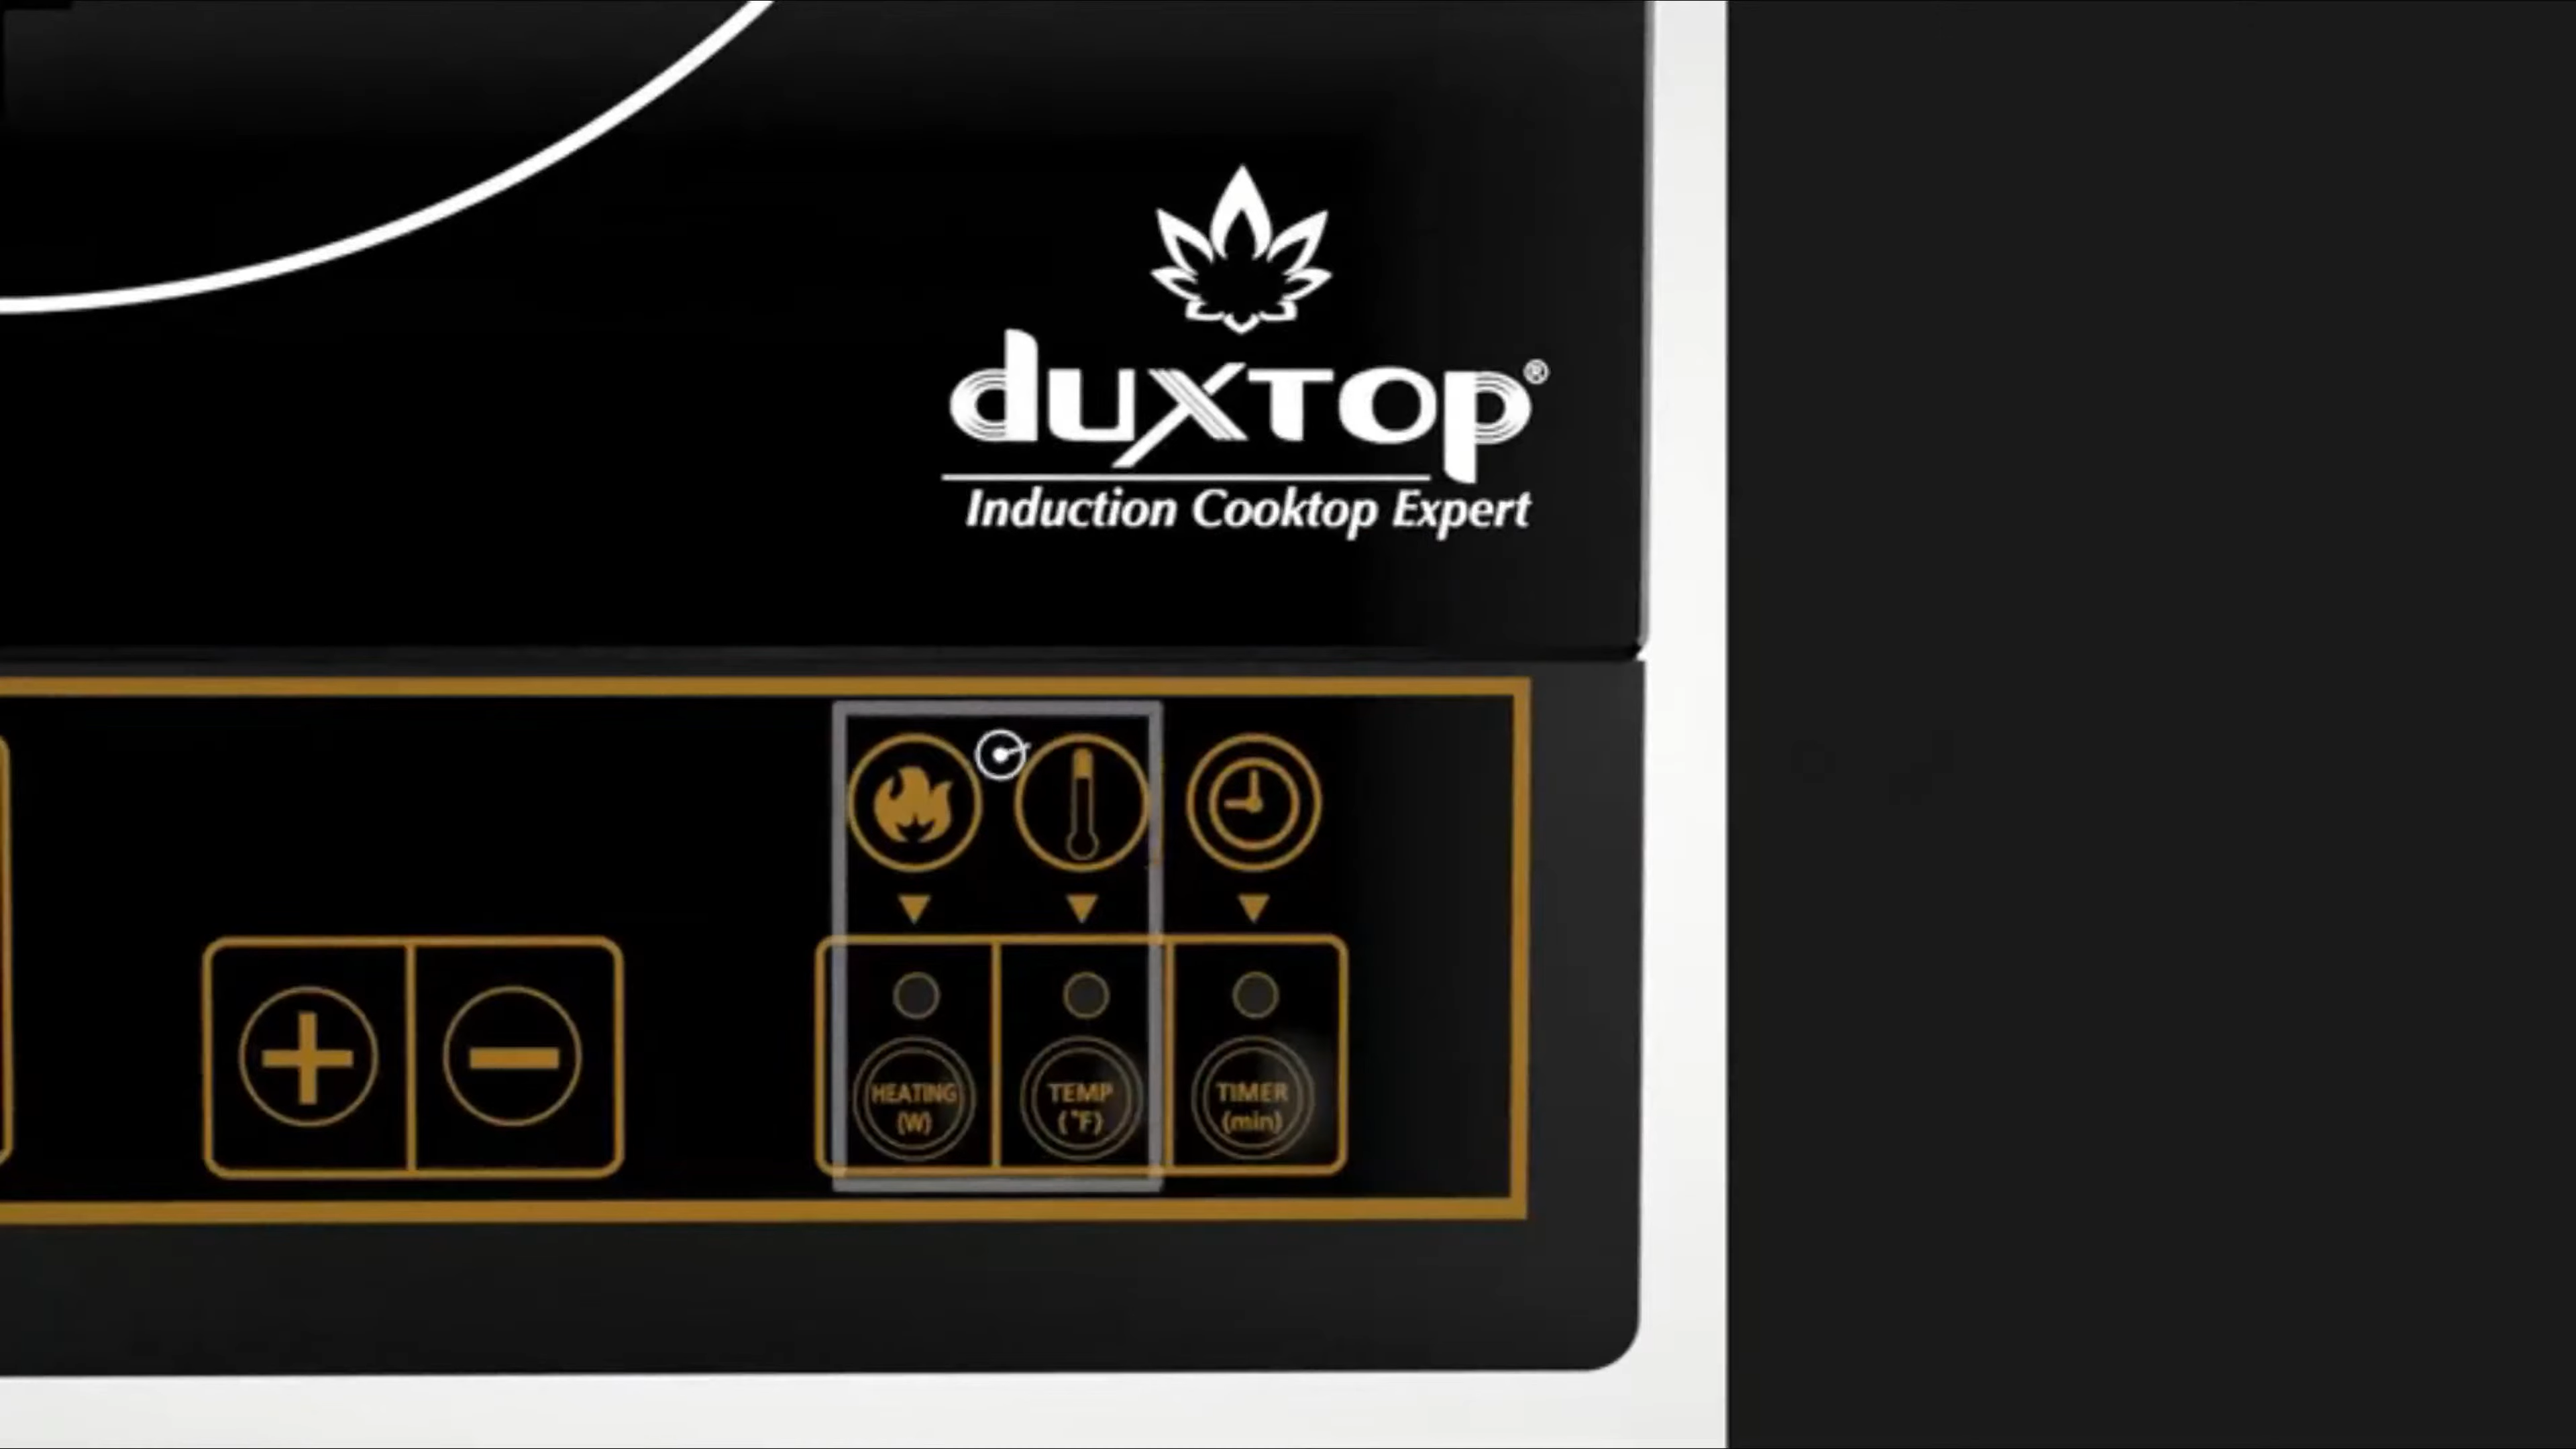 duxtop®
Induction Cooktop Expert
HEATING
(W)
TEMP
(°F)
TIMER
(min)